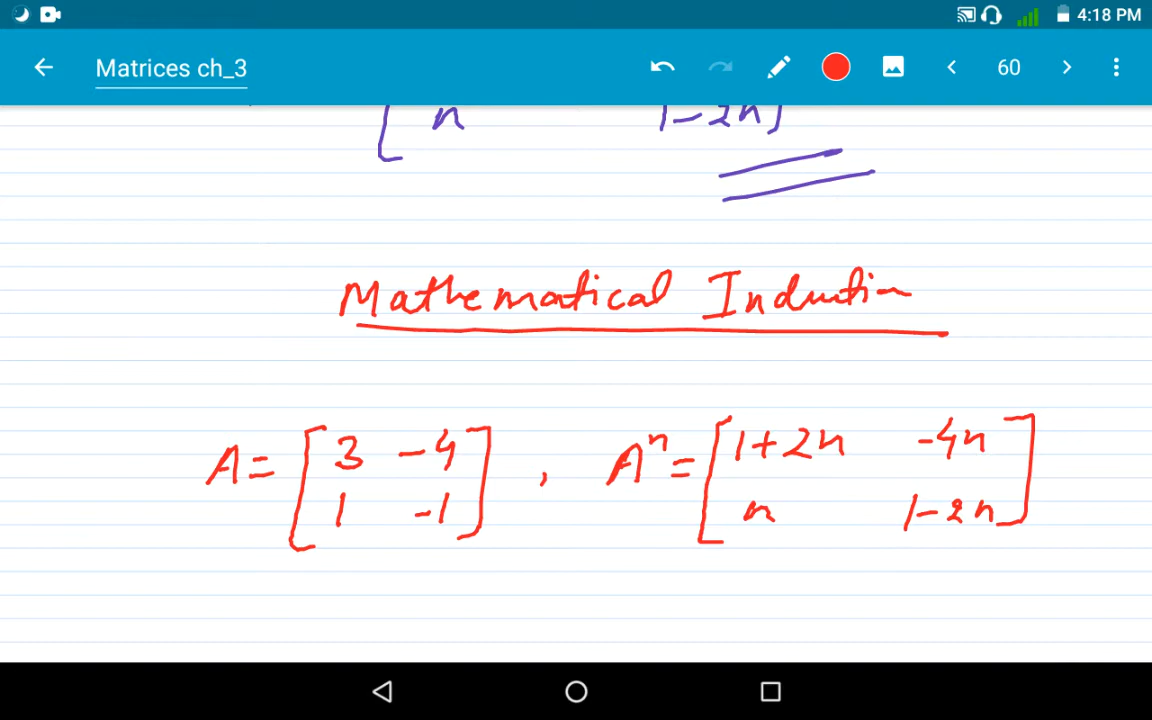 4:18 PM
Matrices ch_3 60
n 1-2n]
Mathematical Induction
A = [3 -4 , Aⁿ = [1+2n -4n
1 -1] n 1-2n]